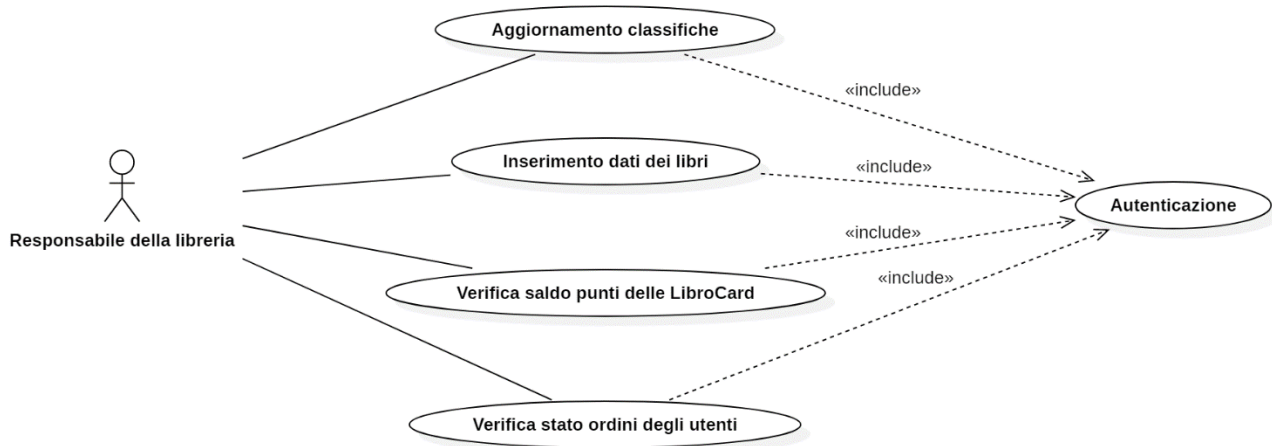 Aggiornamento classifiche
«include»
Inserimento dati dei libri
«include»
Autenticazione
Responsabile della libreria
«include»
«include»
Verifica saldo punti delle LibroCard
Verifica stato ordini degli utenti